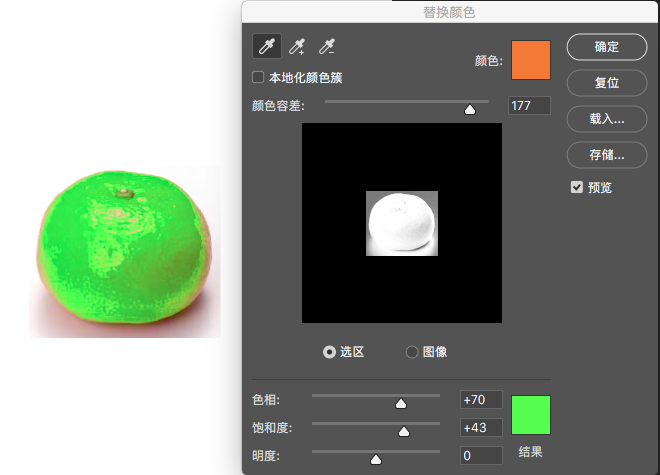 替换颜色
颜色:
确定
本地化颜色簇
复位
颜色容差:
177
载入...
存储...
预览
选区
图像
色相:
+70
饱和度:
+43
明度:
0
结果